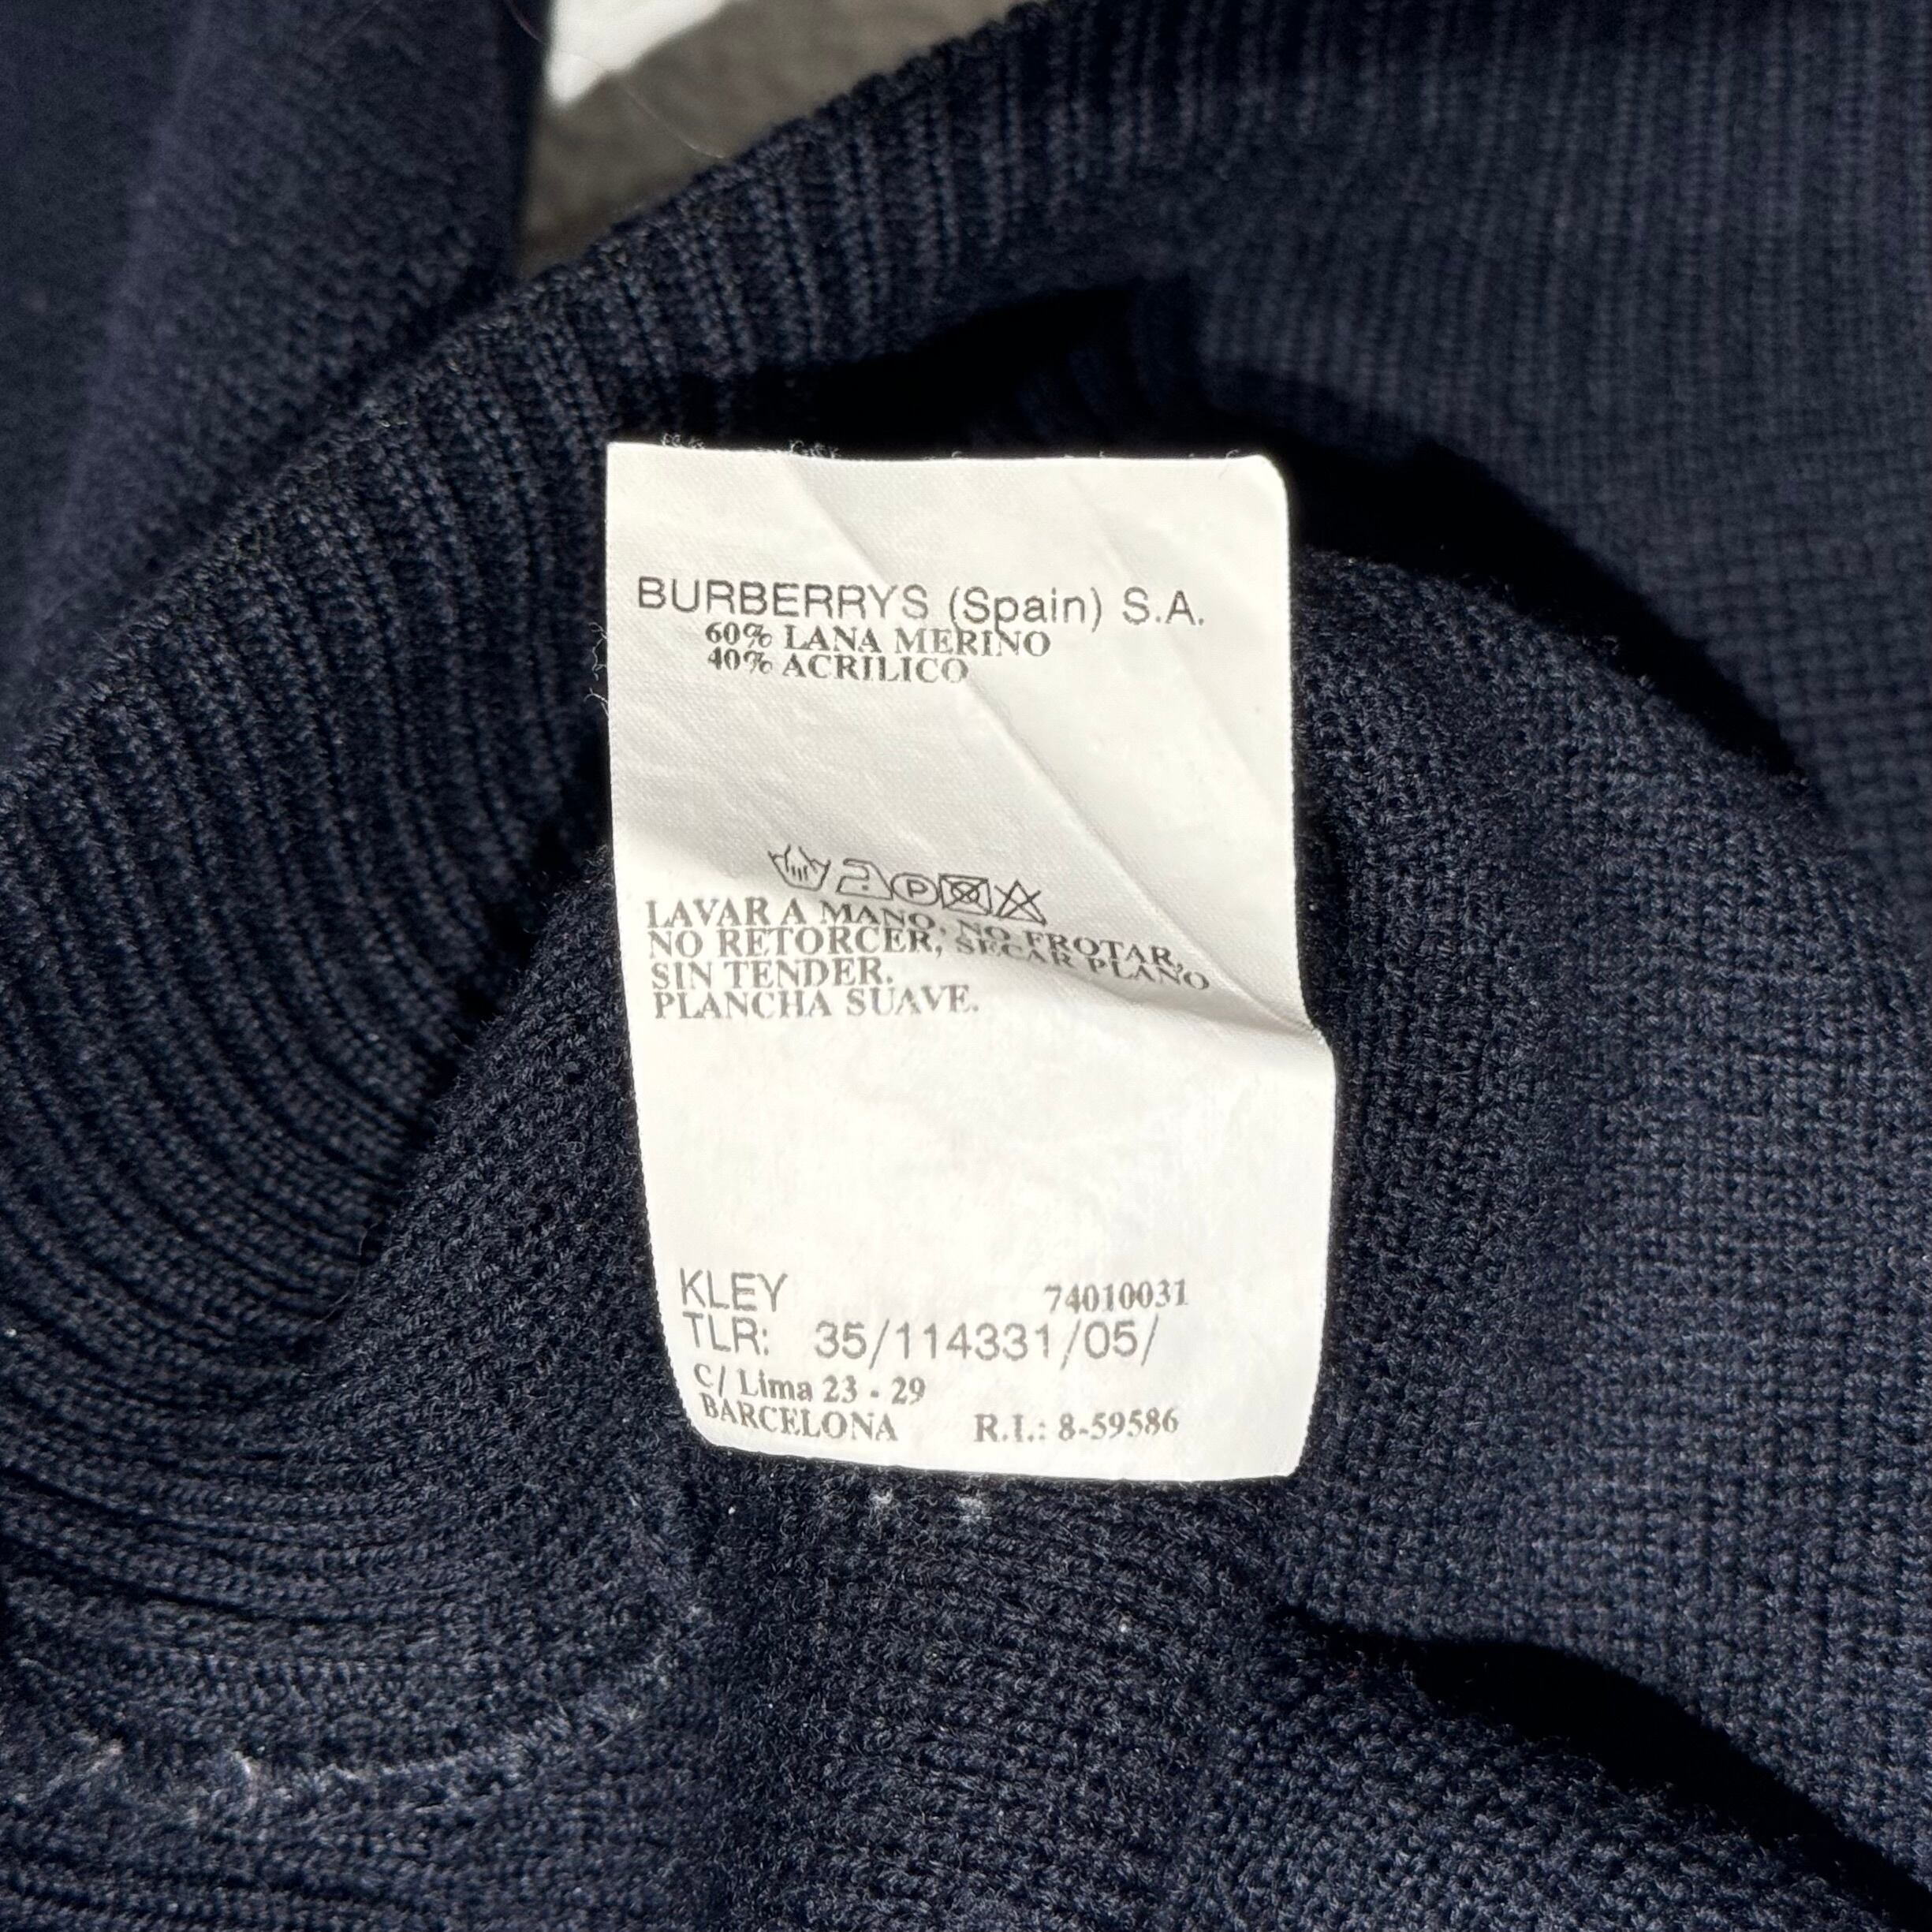 BURBERRYS (Spain) S.A.
60% LANA MERINO
40% ACRILICO
P
LAVAR A MANO, NO FROTAR,
NO RETORCER, SECAR PLANO
SIN TENDER.
PLANCHA SUAVE.
KLEY 74010031
TLR: 35/114331/05/
C/ Lima 23 - 29
BARCELONA R.I.: 8-59586